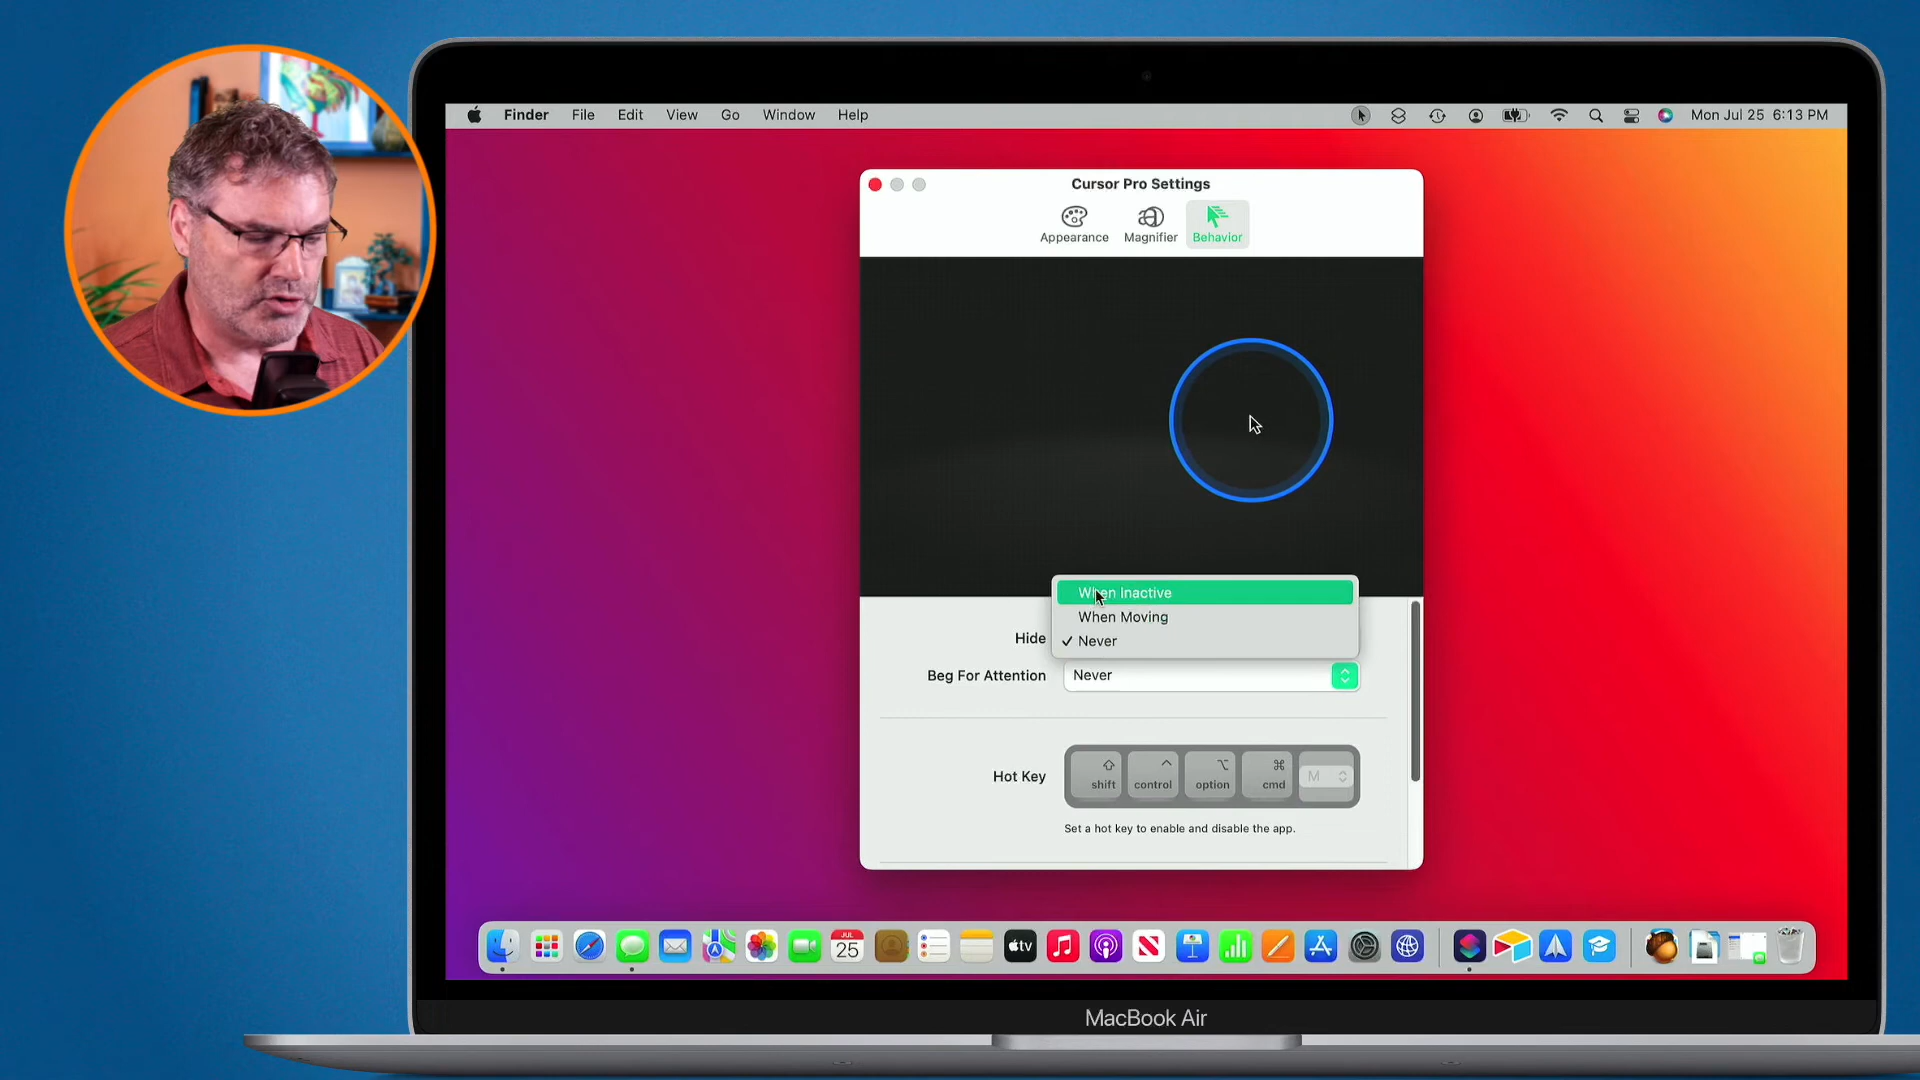 Finder File Edit View Go Window Help Mon Jul 25 6:13 PM
Cursor Pro Settings
Appearance Magnifier Behavior
When Inactive
When Moving
Hide ✓ Never
Beg For Attention Never
Hot Key shift control option cmd M
Set a hot key to enable and disable the app.
JUL
25
tv
MacBook Air